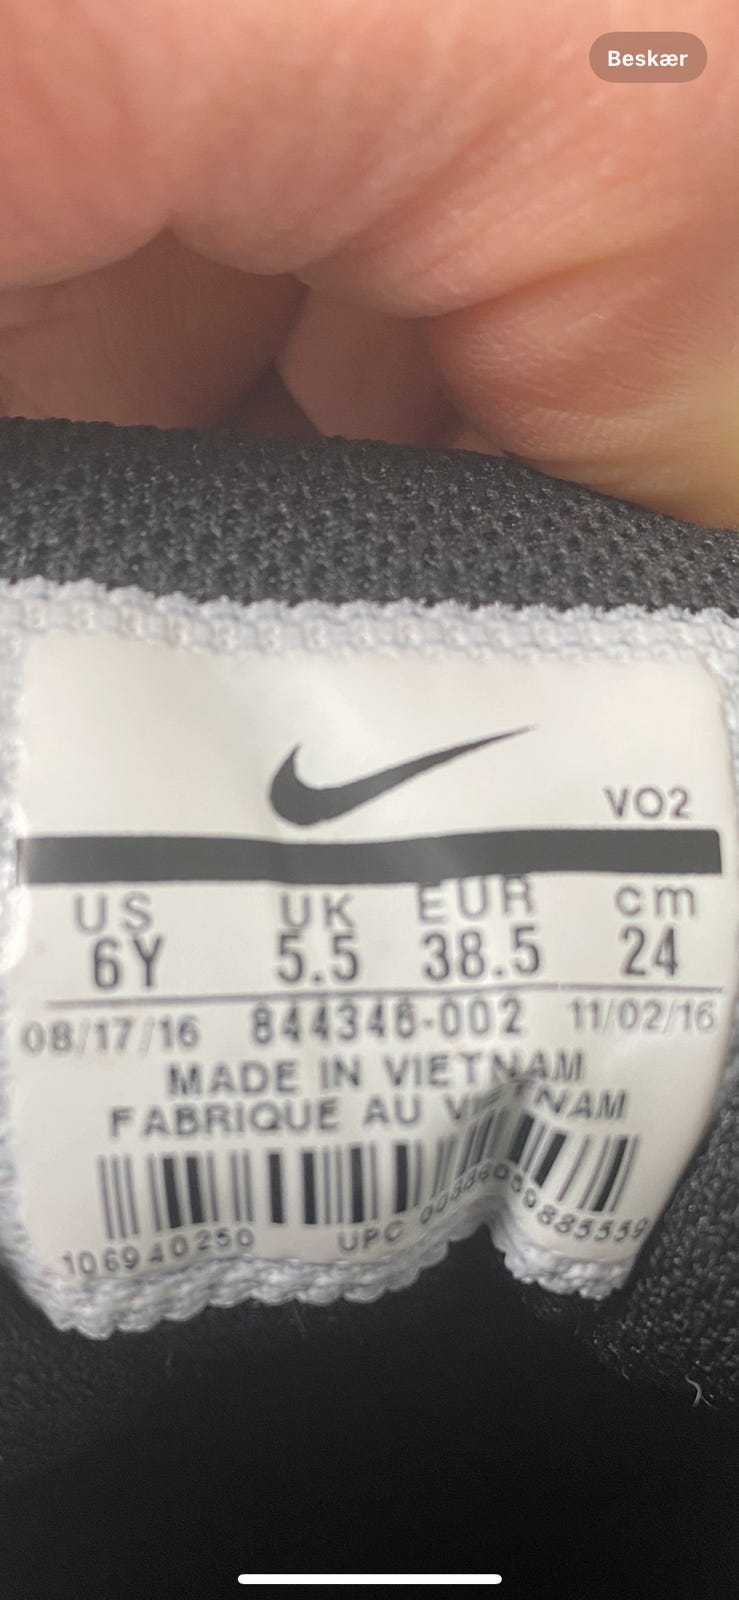 Beskær
VO2
US UK EUR cm
6Y 5.5 38.5 24
08/17/16 844346-002 11/02/16
MADE IN VIETNAM
FABRIQUE AU VIETNAM
106940250 UPC